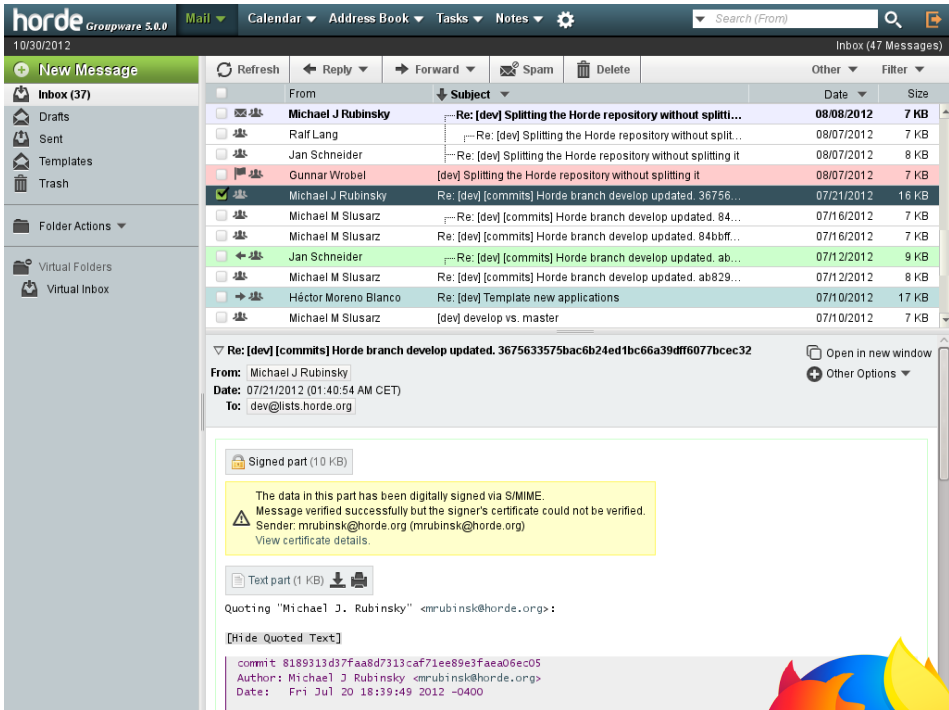 horde Groupware 5.0.0 Mail Calendar Address Book Tasks Notes Search (From)
10/30/2012 Inbox (47 Messages)
New Message Refresh Reply Forward Spam Delete Other Filter
Inbox (37)
Drafts
Sent
Templates
Trash
Folder Actions
Virtual Folders
Virtual Inbox
From Subject Date Size
Michael J Rubinsky Re: [dev] Splitting the Horde repository without splitti... 08/08/2012 7 KB
Ralf Lang Re: [dev] Splitting the Horde repository without split... 08/07/2012 7 KB
Jan Schneider Re: [dev] Splitting the Horde repository without splitting it 08/07/2012 8 KB
Gunnar Wrobel [dev] Splitting the Horde repository without splitting it 08/07/2012 7 KB
Michael J Rubinsky Re: [dev] [commits] Horde branch develop updated. 36756... 07/21/2012 16 KB
Michael M Slusarz Re: [dev] [commits] Horde branch develop updated. 84... 07/16/2012 7 KB
Michael M Slusarz Re: [dev] [commits] Horde branch develop updated. 84bbff... 07/16/2012 7 KB
Jan Schneider Re: [dev] [commits] Horde branch develop updated. ab... 07/12/2012 9 KB
Michael M Slusarz Re: [dev] [commits] Horde branch develop updated. ab829... 07/12/2012 8 KB
Héctor Moreno Blanco Re: [dev] Template new applications 07/10/2012 17 KB
Michael M Slusarz [dev] develop vs. master 07/10/2012 7 KB
Re: [dev] [commits] Horde branch develop updated. 3675633575bac6b24ed1bc66a39dff6077bcec32 Open in new window
From: Michael J Rubinsky Other Options
Date: 07/21/2012 (01:40:54 AM CET)
To: dev@lists.horde.org
Signed part (10 KB)
The data in this part has been digitally signed via S/MIME.
Message verified successfully but the signer's certificate could not be verified.
Sender: mrubinsk@horde.org (mrubinsk@horde.org)
View certificate details.
Text part (1 KB)
Quoting "Michael J. Rubinsky" <mrubinsk@horde.org>:
[Hide Quoted Text]
commit 8189313d37faa8d7313caf71ee89e3faea06ec05
Author: Michael J Rubinsky <mrubinsk@horde.org>
Date: Fri Jul 20 18:39:49 2012 -0400